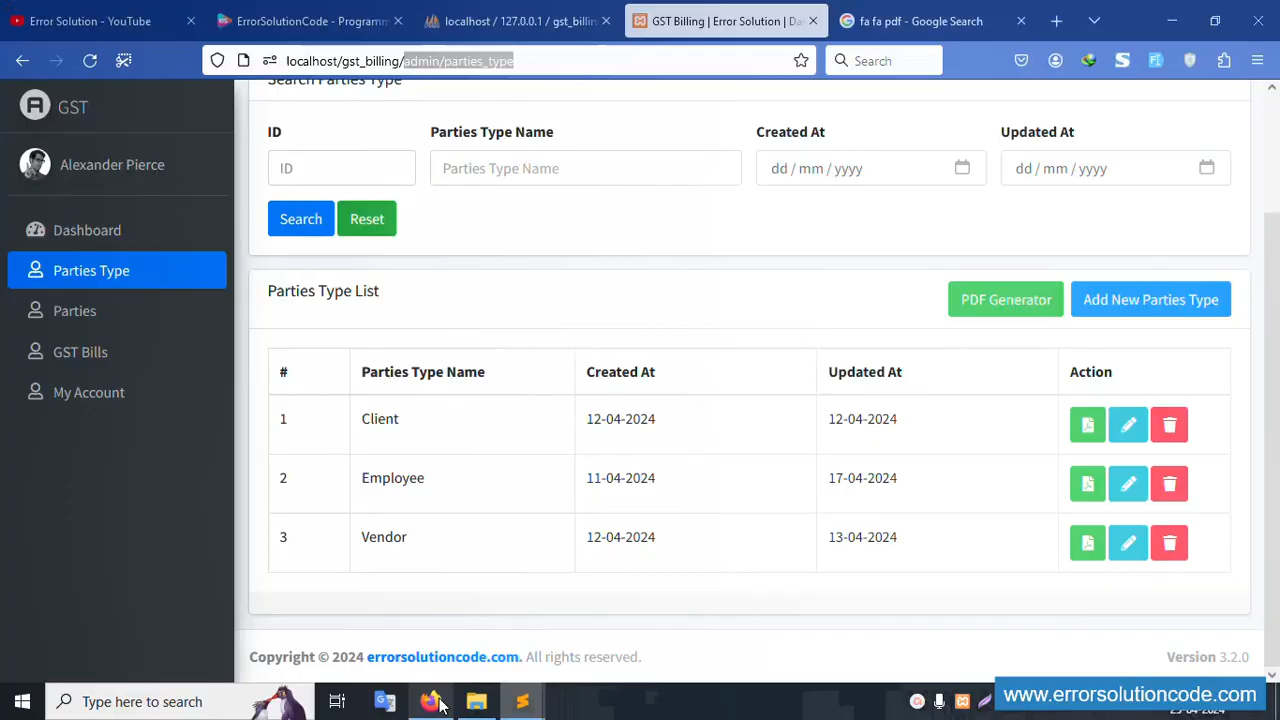 Error Solution - YouTube
ErrorSolutionCode - Programm
localhost / 127.0.0.1 / gst_billin
GST Billing | Error Solution | Da
fa fa pdf - Google Search
localhost/gst_billing/admin/parties_type
Search
GST
Search Parties Type
ID
Parties Type Name
Created At
Updated At
ID
Parties Type Name
dd / mm / yyyy
dd / mm / yyyy
Alexander Pierce
Search
Reset
Dashboard
Parties Type
Parties
GST Bills
My Account
Parties Type List
PDF Generator
Add New Parties Type
# Parties Type Name Created At Updated At Action
1 Client 12-04-2024 12-04-2024
2 Employee 11-04-2024 17-04-2024
3 Vendor 12-04-2024 13-04-2024
Copyright © 2024 errorsolutioncode.com. All rights reserved.
Version 3.2.0
Type here to search
www.errorsolutioncode.com